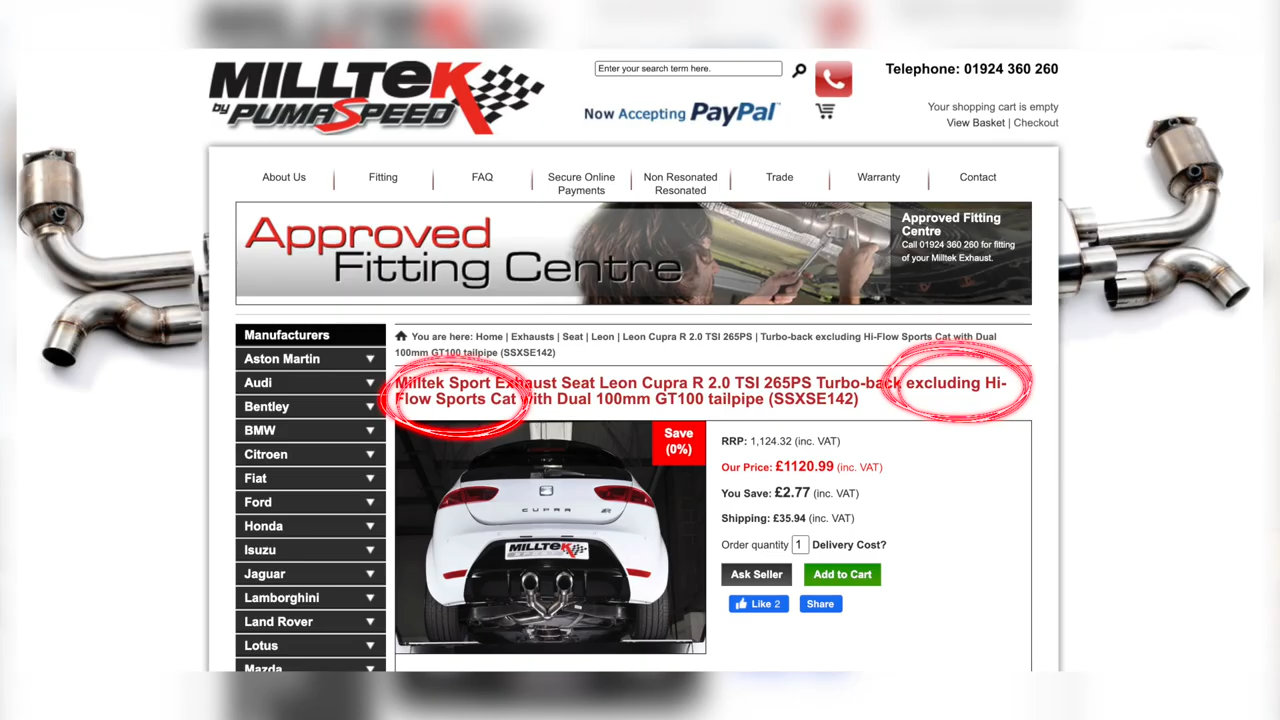 MILLTEK
by PUMASPEED
Enter your search term here.
Telephone: 01924 360 260
Now Accepting PayPal
Your shopping cart is empty
View Basket | Checkout
About Us
Fitting
FAQ
Secure Online
Payments
Non Resonated
Resonated
Trade
Warranty
Contact
Approved
Fitting Centre
Approved Fitting
Centre
Call 01924 360 260 for fitting
of your Milltek Exhaust.
Manufacturers
Aston Martin
Audi
Bentley
BMW
Citroen
Fiat
Ford
Honda
Isuzu
Jaguar
Lamborghini
Land Rover
Lotus
Mazda
You are here: Home | Exhausts | Seat | Leon | Leon Cupra R 2.0 TSI 265PS | Turbo-back excluding Hi-Flow Sports Cat with Dual
100mm GT100 tailpipe (SSXSE142)
Milltek Sport Exhaust Seat Leon Cupra R 2.0 TSI 265PS Turbo-back excluding Hi-
Flow Sports Cat with Dual 100mm GT100 tailpipe (SSXSE142)
Save
(0%)
CUPRA R
MILLTEK
RRP: 1,124.32 (inc. VAT)
Our Price: £1120.99 (inc. VAT)
You Save: £2.77 (inc. VAT)
Shipping: £35.94 (inc. VAT)
Order quantity 1 Delivery Cost?
Ask Seller
Add to Cart
Like 2
Share